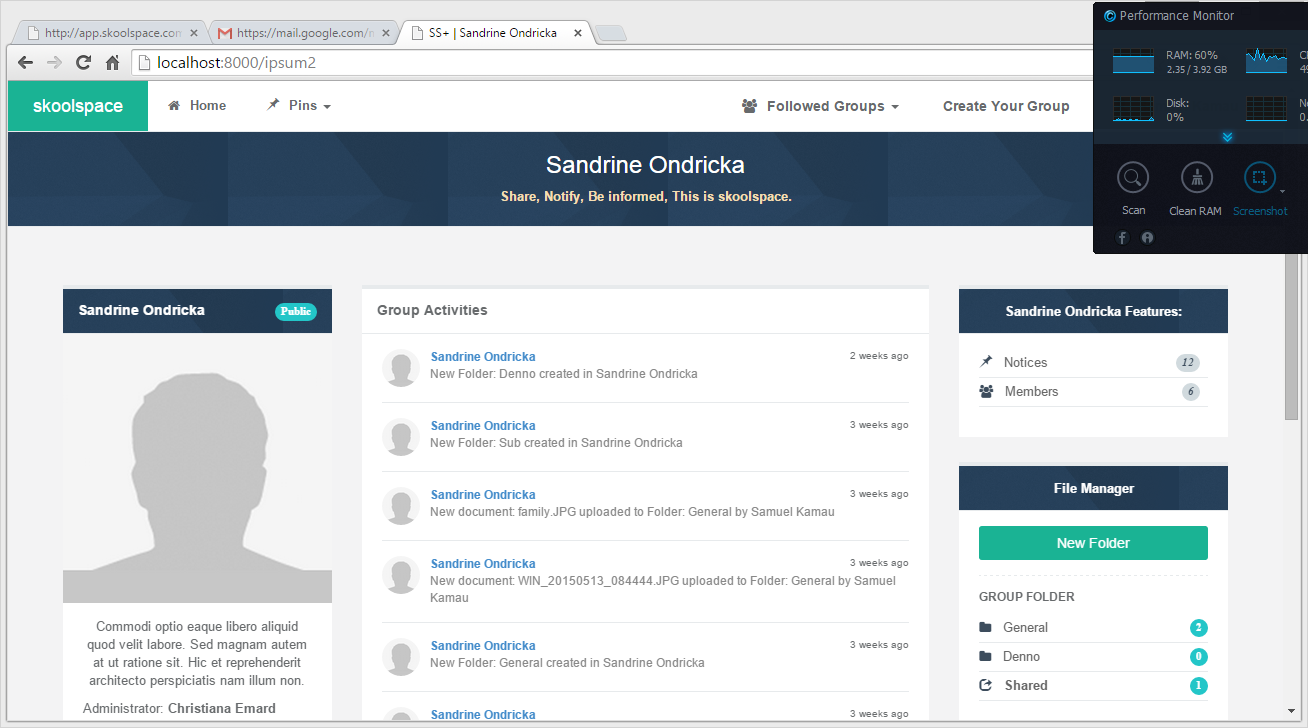 http://app.skoolspace.con
https://mail.google.com/n
SS+ | Sandrine Ondricka
localhost:8000/ipsum2
skoolspace
Home
Pins
Followed Groups
Create Your Group
Performance Monitor
RAM: 60%
2.35 / 3.92 GB
Disk:
0%
Scan
Clean RAM
Screenshot
Sandrine Ondricka
Share, Notify, Be informed, This is skoolspace.
Sandrine Ondricka
Public
Commodi optio eaque libero aliquid
quod velit labore. Sed magnam autem
at ut ratione sit. Hic et reprehenderit
architecto perspiciatis nam illum non.
Administrator: Christiana Emard
Group Activities
Sandrine Ondricka
2 weeks ago
New Folder: Denno created in Sandrine Ondricka
Sandrine Ondricka
3 weeks ago
New Folder: Sub created in Sandrine Ondricka
Sandrine Ondricka
3 weeks ago
New document: family.JPG uploaded to Folder: General by Samuel Kamau
Sandrine Ondricka
3 weeks ago
New document: WIN_20150513_084444.JPG uploaded to Folder: General by Samuel
Kamau
Sandrine Ondricka
3 weeks ago
New Folder: General created in Sandrine Ondricka
Sandrine Ondricka
3 weeks ago
Sandrine Ondricka Features:
Notices 12
Members 6
File Manager
New Folder
GROUP FOLDER
General 2
Denno 0
Shared 1